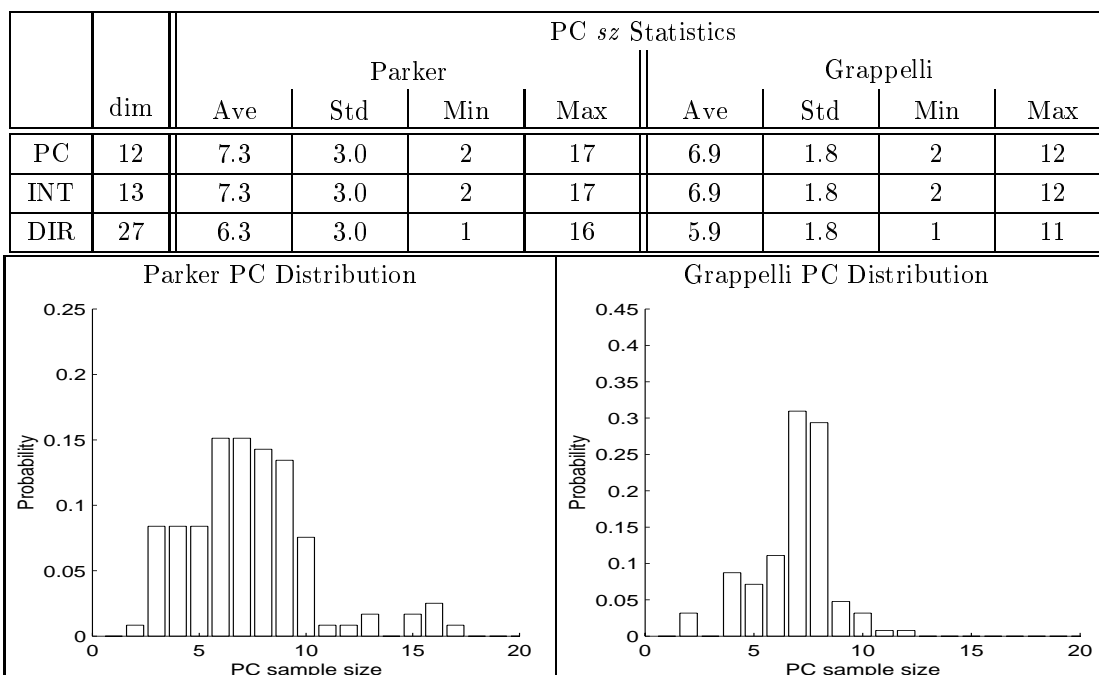 PC sz Statistics
Parker Grappelli
dim Ave Std Min Max Ave Std Min Max
PC 12 7.3 3.0 2 17 6.9 1.8 2 12
INT 13 7.3 3.0 2 17 6.9 1.8 2 12
DIR 27 6.3 3.0 1 16 5.9 1.8 1 11
Parker PC Distribution
0.25
0.2
0.15
0.1
0.05
0
Probability
0 5 10 15 20
PC sample size
Grappelli PC Distribution
0.45
0.4
0.35
0.3
0.25
0.2
0.15
0.1
0.05
0
Probability
0 5 10 15 20
PC sample size